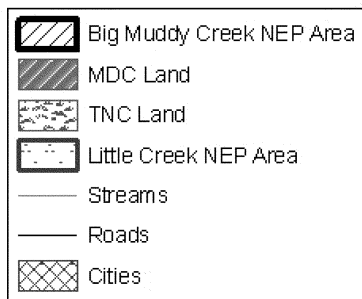 Big Muddy Creek NEP Area
MDC Land
TNC Land
Little Creek NEP Area
Streams
Roads
Cities